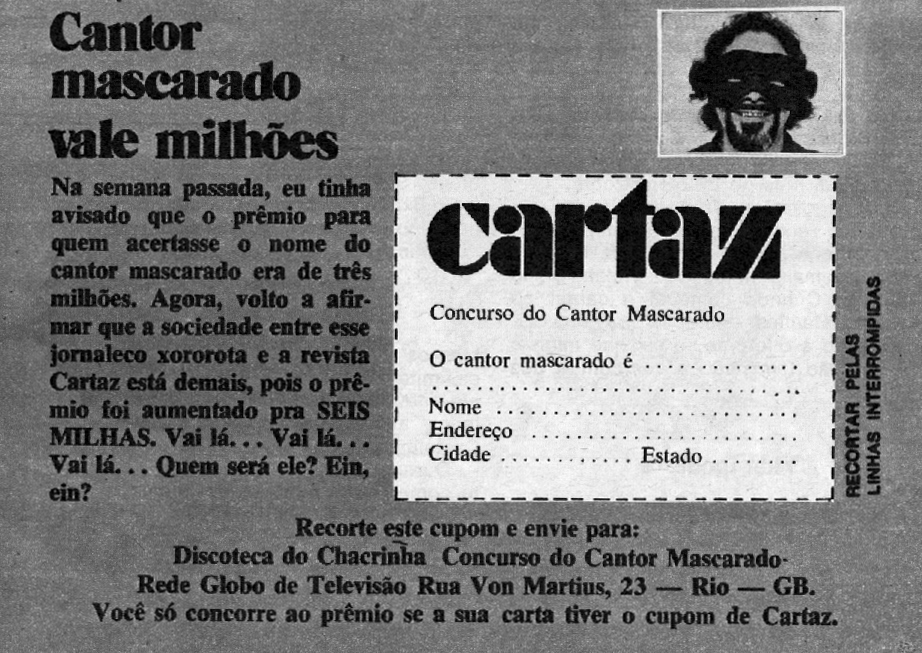 Cantor
mascarado
vale milhões
Na semana passada, eu tinha
avisado que o prêmio para
quem acertasse o nome do
cantor mascarado era de três
milhões. Agora, volto a afir-
mar que a sociedade entre esse
jornaleco xororota e a revista
Cartaz está demais, pois o prê-
mio foi aumentado pra SEIS
MILHAS. Vai lá. . . Vai lá. . .
Vai lá. . . Quem será ele? Ein,
ein?
cartaz
Concurso do Cantor Mascarado
O cantor mascarado é . . . . . . . . . . . . . .
. . . . . . . . . . . . . . . . . . . . . . . . . . . . . . . . .
Nome . . . . . . . . . . . . . . . . . . . . . . . . . . .
Endereço . . . . . . . . . . . . . . . . . . . . . . . .
Cidade . . . . . . . . . . . . Estado . . . . . . . . .
RECORTAR PELAS
LINHAS INTERROMPIDAS
Recorte este cupom e envie para:
Discoteca do Chacrinha Concurso do Cantor Mascarado-
Rede Globo de Televisão Rua Von Martius, 23 — Rio — GB.
Você só concorre ao prêmio se a sua carta tiver o cupom de Cartaz.